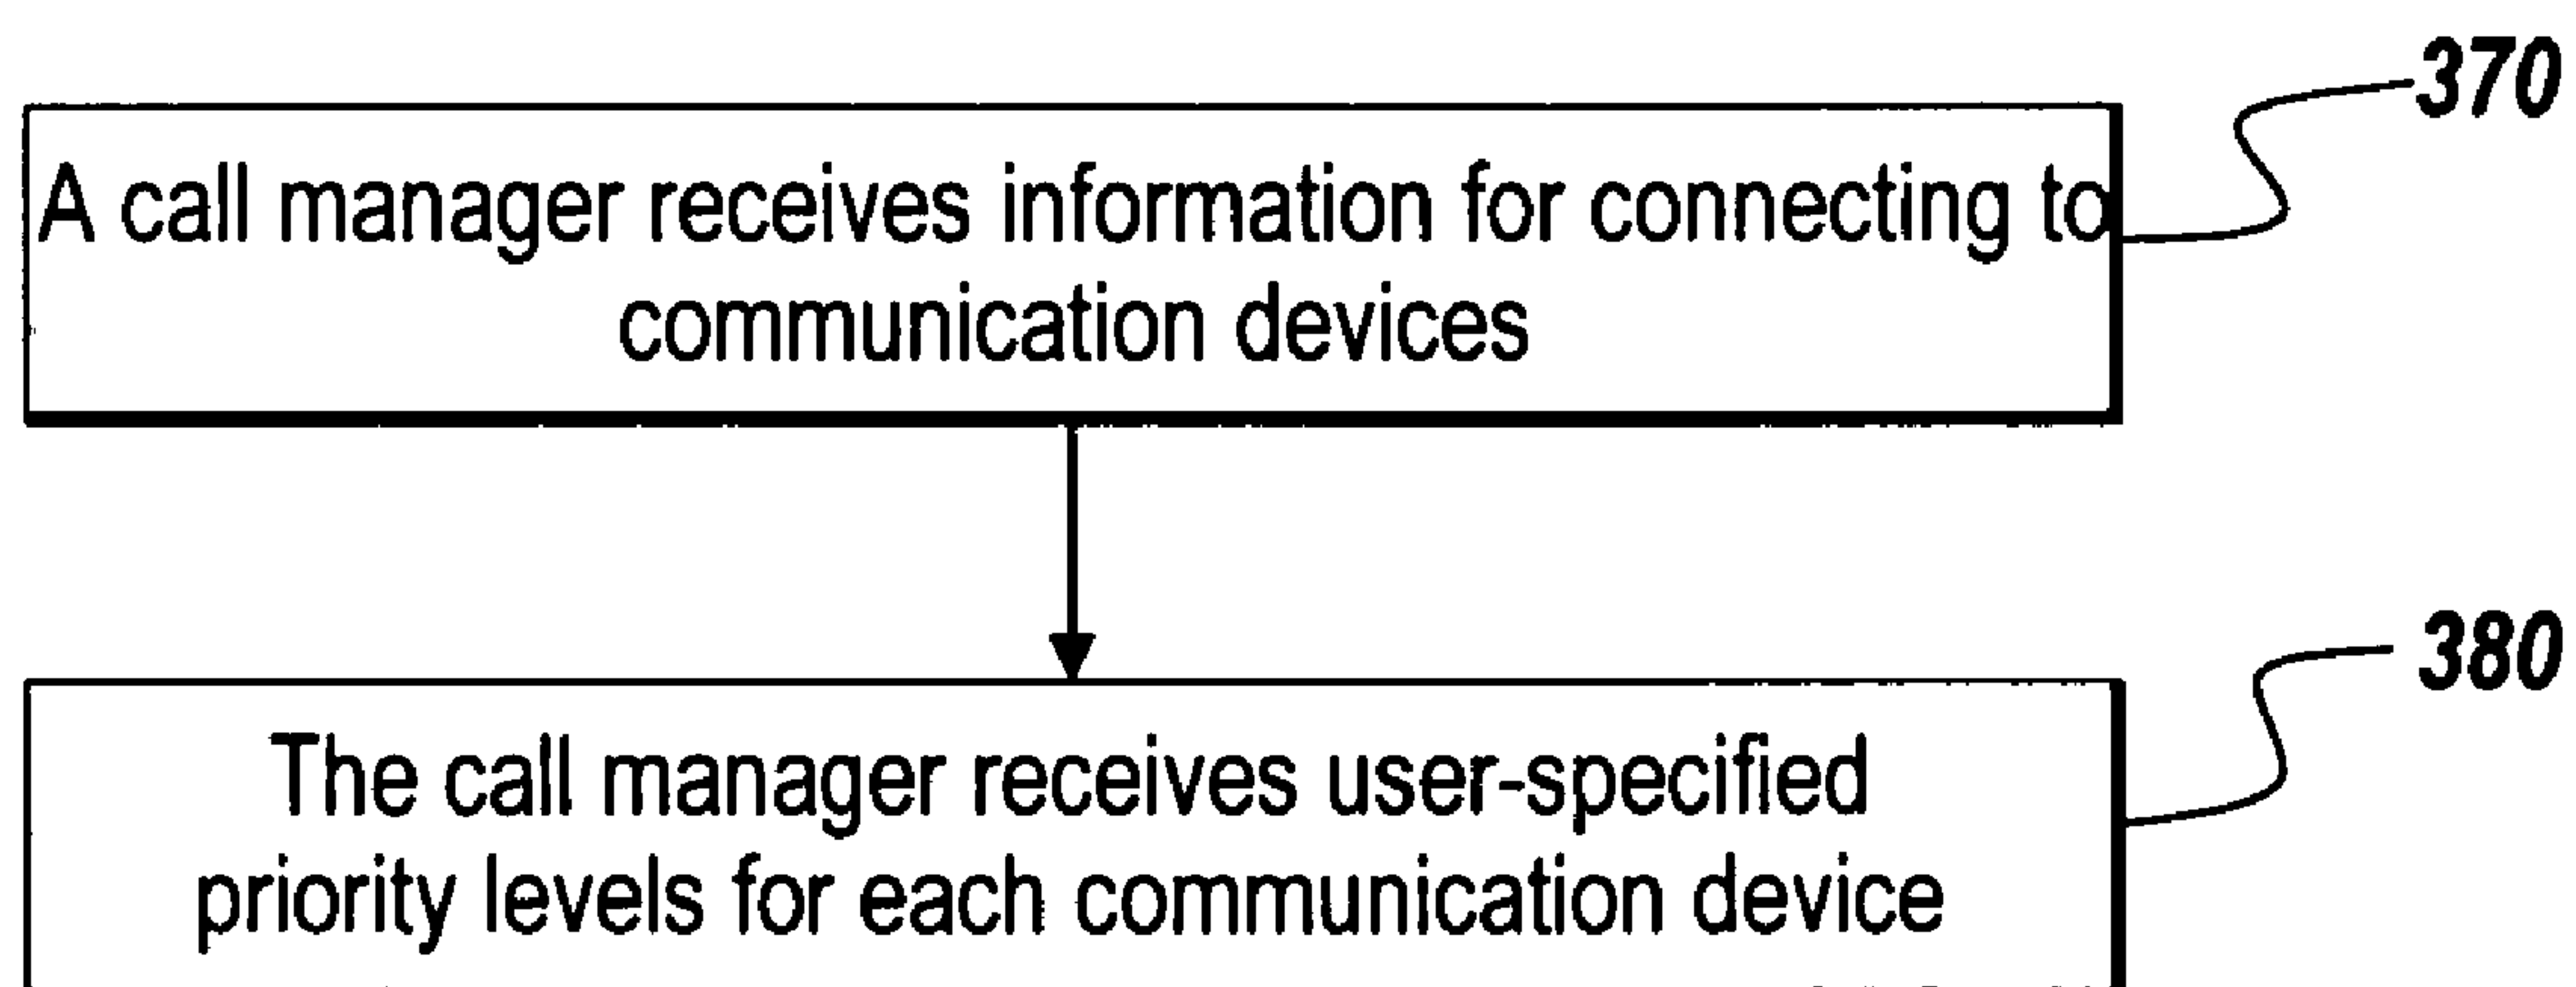 370
A call manager receives information for connecting to
communication devices
380
The call manager receives user-specified
priority levels for each communication device